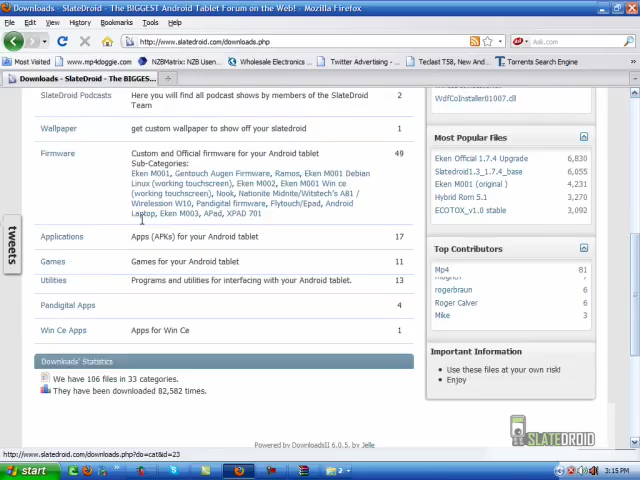 Downloads - SlateDroid - The BIGGEST Android Tablet Forum on the Web! - Mozilla Firefox
File Edit View History Bookmarks Tools Help
http://www.slatedroid.com/downloads.php
Ask.com
Most Visited www.mp4doggie.com NZBMatrix: NZB Usen... Wholesale Electronics ... Teclast T58, New And... Torrents Search Engine
Downloads - SlateDroid - The BIGGES...
SlateDroid Podcasts Here you will find all podcast shows by members of the SlateDroid Team 2
Wallpaper get custom wallpaper to show off your slatedroid 1
Firmware Custom and Official firmware for your Android tablet 49
Sub-Categories:
Eken M001, Gentouch Augen Firmware, Ramos, Eken M001 Debian
Linux (working touchscreen), Eken M002, Eken M001 Win ce
(working touchscreen), Nook, Nationite Midnite/Witstech's A81 /
Wirelession W10, Pandigital firmware, Flytouch/Epad, Android
Laptop, Eken M003, APad, XPAD 701
Applications Apps (APKs) for your Android tablet 17
Games Games for your Android tablet 11
Utilities Programs and utilities for interfacing with your Android tablet. 13
Pandigital Apps 4
Win Ce Apps Apps for Win Ce 1
Downloads' Statistics
We have 106 files in 33 categories.
They have been downloaded 82,582 times.
WdfCoInstaller01007.dll
Most Popular Files
Eken Official 1.7.4 Upgrade 6,830
Slatedroid1.3_1.7.4_base 6,055
Eken M001 (original ) 4,231
Hybrid Rom 5.1 3,270
ECOTOX_v1.0 stable 3,092
Top Contributors
Mp4 81
rogerbraun 6
Roger Calver 6
Mike 3
Important Information
Use these files at your own risk!
Enjoy
tweets
SLATEDROID
Powered by DownloadsII 6.0.5, by Jelle
http://www.slatedroid.com/downloads.php?do=cat&id=23
start 2 3:15 PM